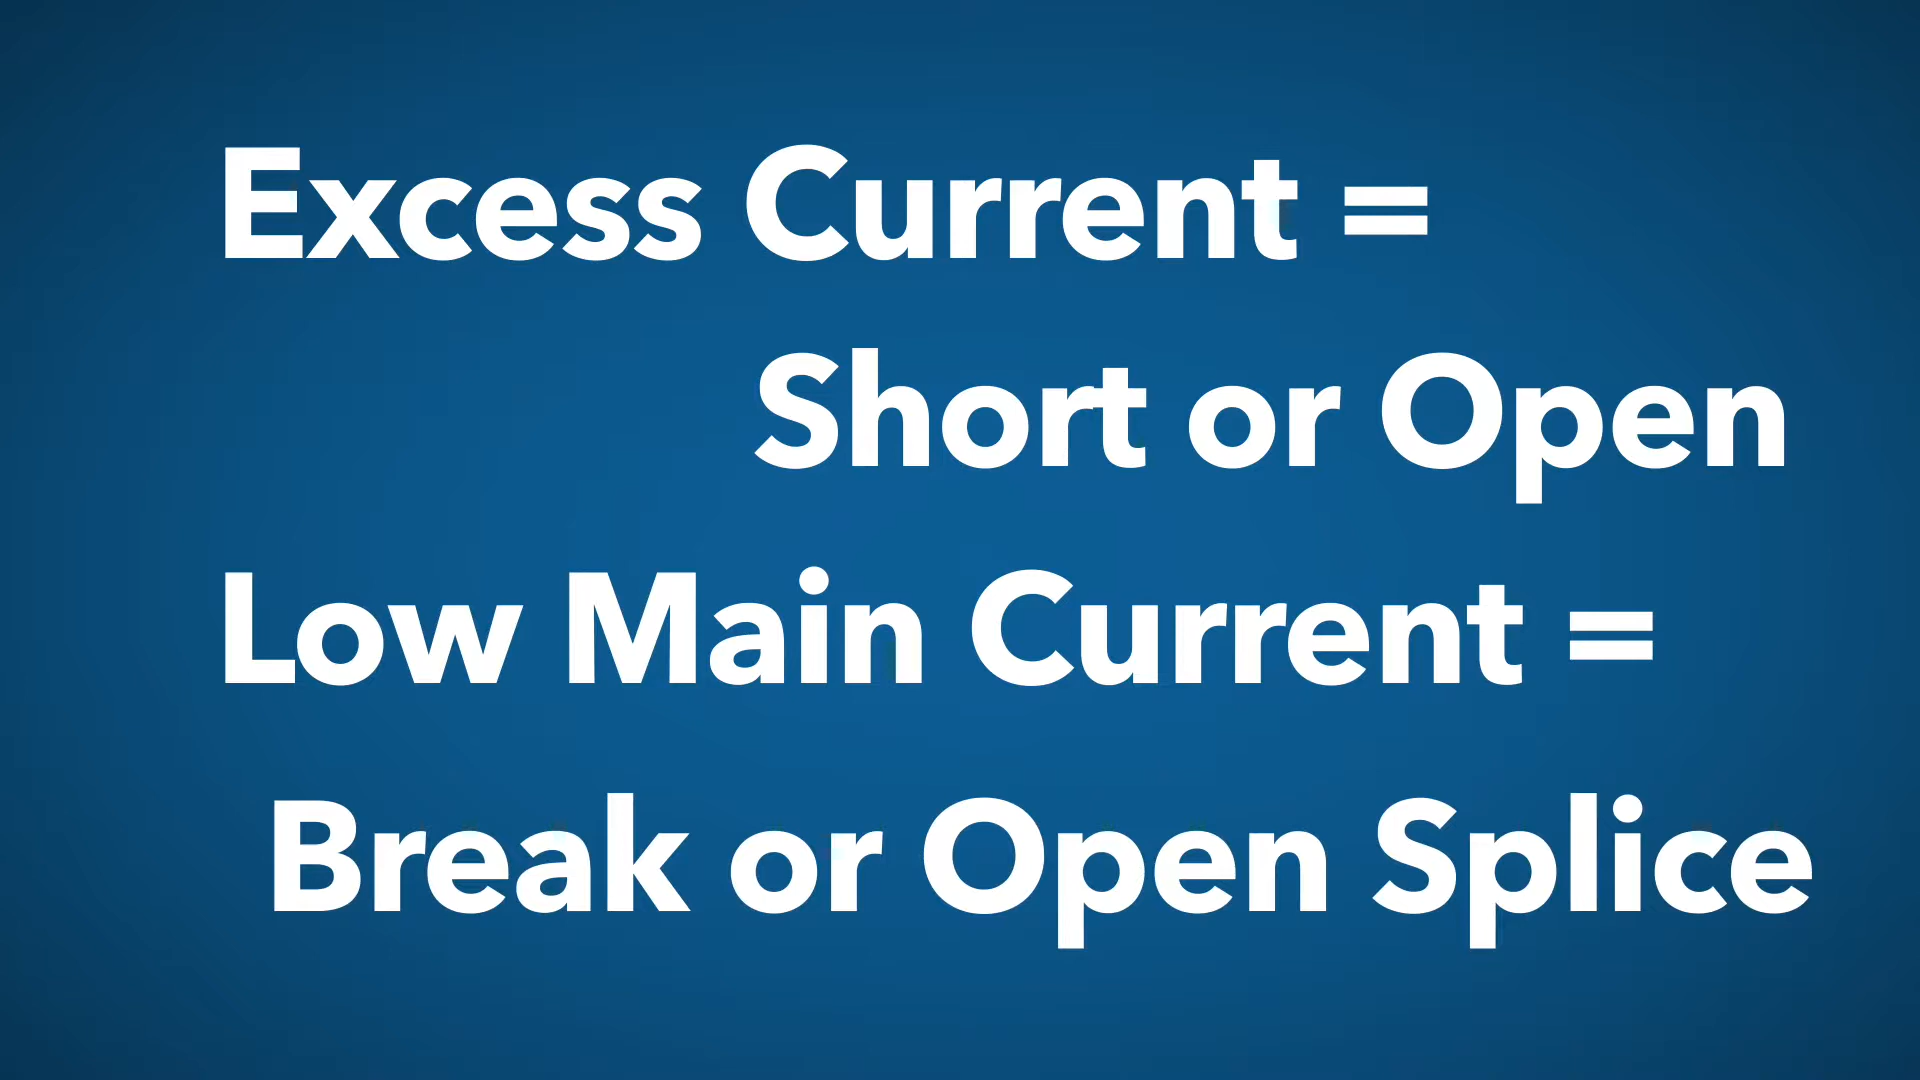 Excess Current =
Short or Open
Low Main Current =
Break or Open Splice